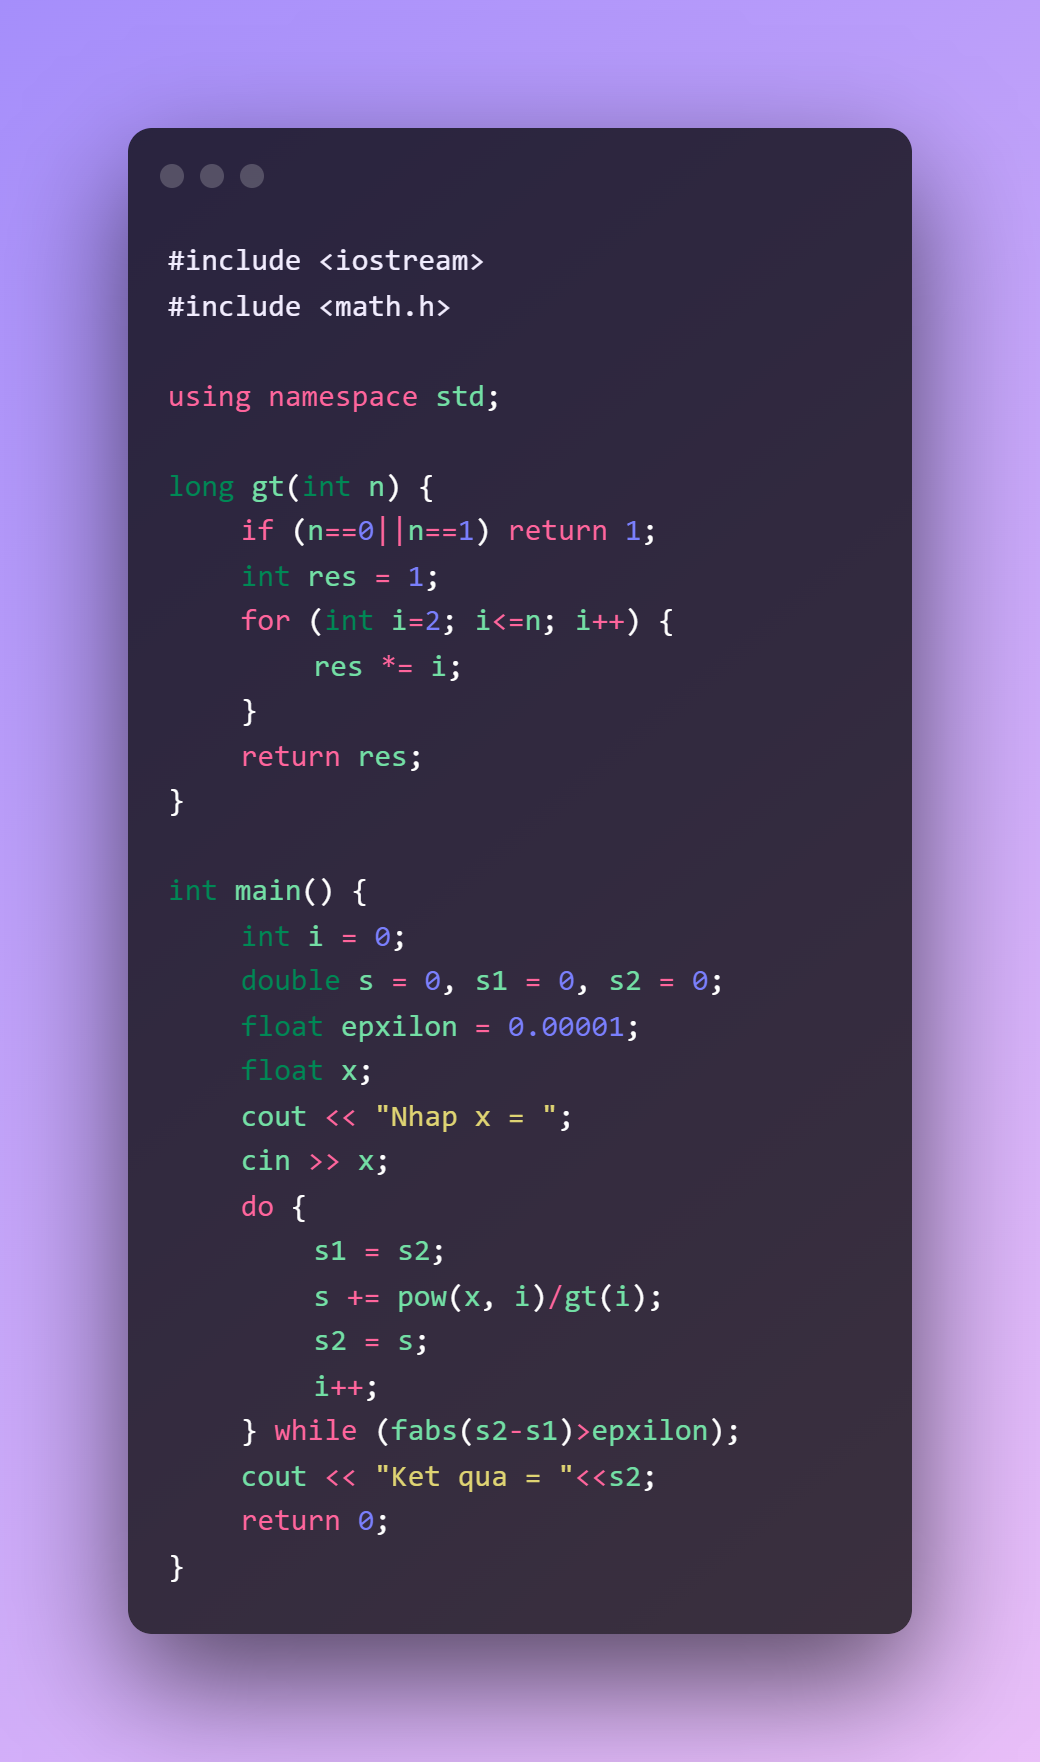 #include <iostream>
#include <math.h>
using namespace std;
long gt(int n) {
if (n==0||n==1) return 1;
int res = 1;
for (int i=2; i<=n; i++) {
res *= i;
}
return res;
}
int main() {
int i = 0;
double s = 0, s1 = 0, s2 = 0;
float epxilon = 0.00001;
float x;
cout << "Nhap x = ";
cin >> x;
do {
s1 = s2;
s += pow(x, i)/gt(i);
s2 = s;
i++;
} while (fabs(s2-s1)>epxilon);
cout << "Ket qua = "<<s2;
return 0;
}